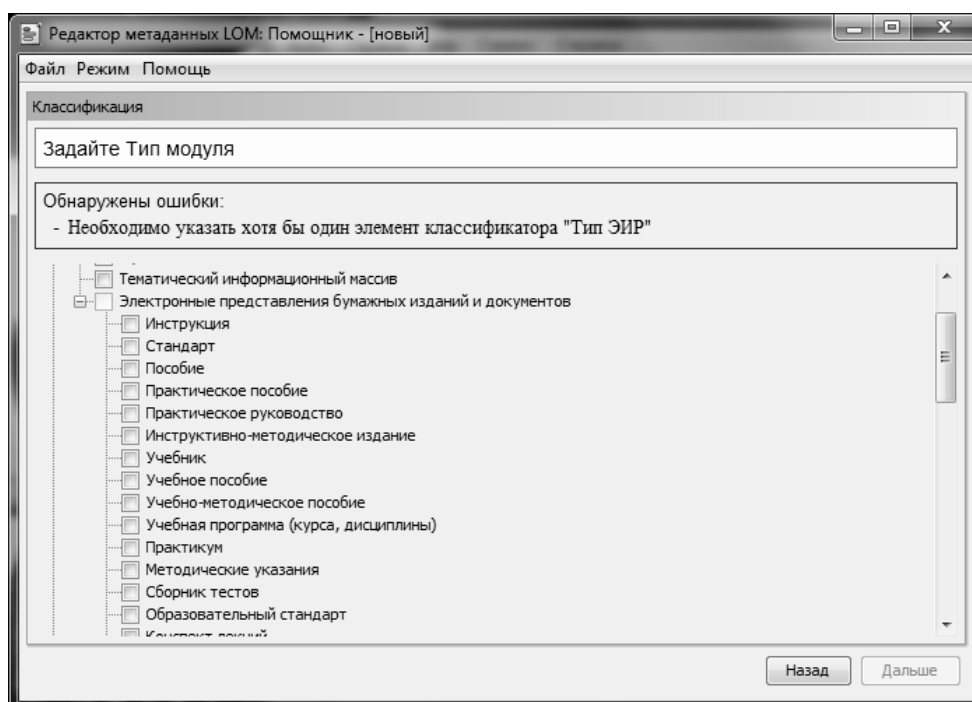 Редактор метаданных LOM: Помощник - [новый]
Файл Режим Помощь
Классификация
Задайте Тип модуля
Обнаружены ошибки:
- Необходимо указать хотя бы один элемент классификатора "Тип ЭИР"
Тематический информационный массив
Электронные представления бумажных изданий и документов
Инструкция
Стандарт
Пособие
Практическое пособие
Практическое руководство
Инструктивно-методическое издание
Учебник
Учебное пособие
Учебно-методическое пособие
Учебная программа (курса, дисциплины)
Практикум
Методические указания
Сборник тестов
Образовательный стандарт
Конспект лекций
Назад
Дальше